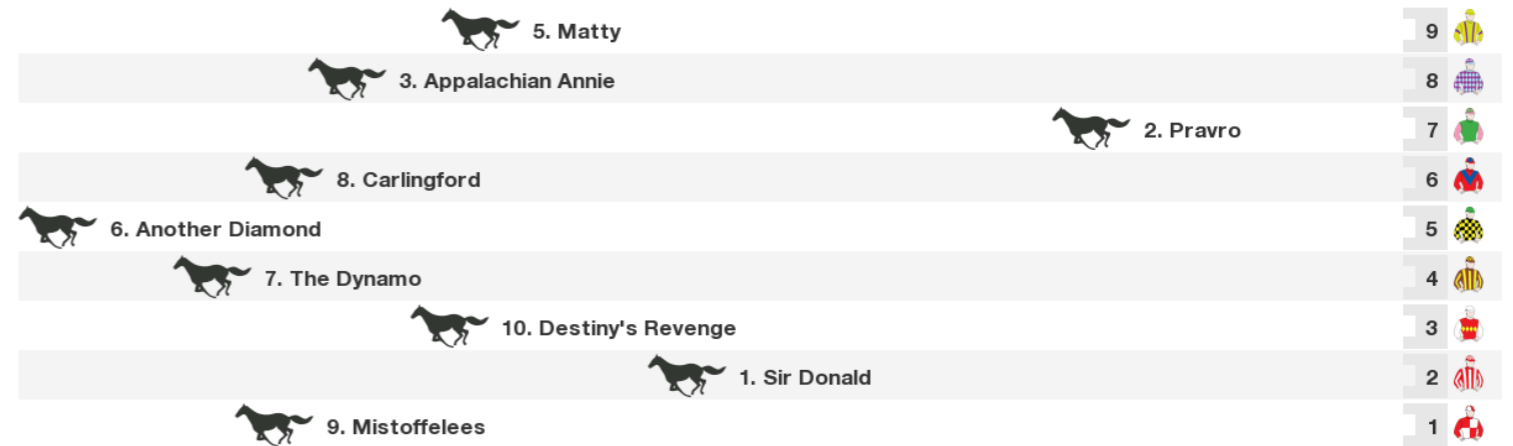 5. Matty 9
3. Appalachian Annie 8
2. Pravro 7
8. Carlingford 6
6. Another Diamond 5
7. The Dynamo 4
10. Destiny's Revenge 3
1. Sir Donald 2
9. Mistoffelees 1